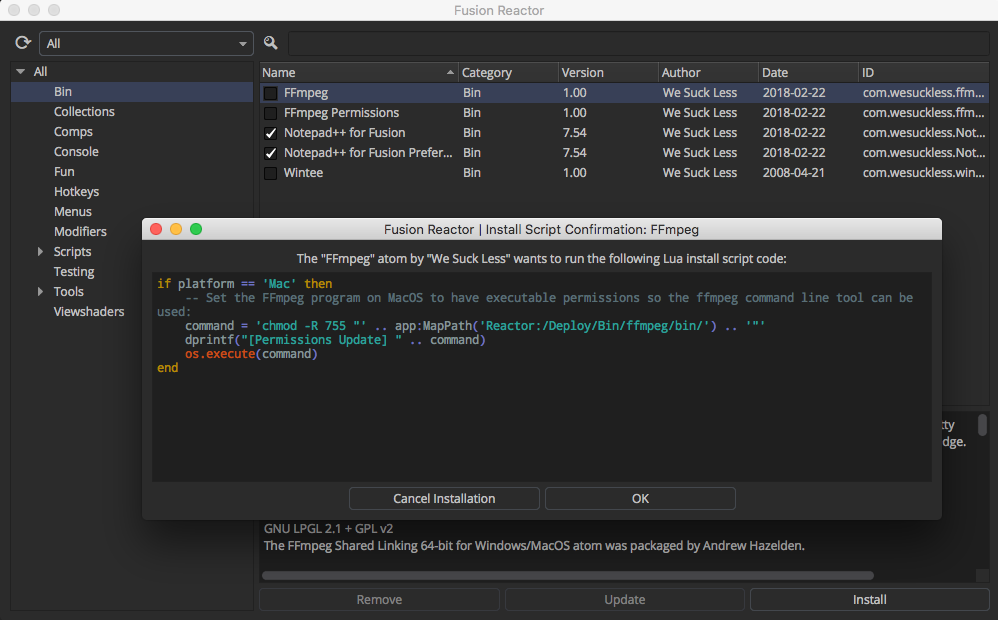 Fusion Reactor
All
All
Bin
Collections
Comps
Console
Fun
Hotkeys
Menus
Modifiers
Scripts
Testing
Tools
Viewshaders
Name Category Version Author Date ID
FFmpeg Bin 1.00 We Suck Less 2018-02-22 com.wesuckless.ffm...
FFmpeg Permissions Bin 1.00 We Suck Less 2018-02-22 com.wesuckless.ffm...
Notepad++ for Fusion Bin 7.54 We Suck Less 2018-02-22 com.wesuckless.Not...
Notepad++ for Fusion Prefer... Bin 7.54 We Suck Less 2018-02-22 com.wesuckless.Not...
Wintee Bin 1.00 We Suck Less 2008-04-21 com.wesuckless.win...
Fusion Reactor | Install Script Confirmation: FFmpeg
The "FFmpeg" atom by "We Suck Less" wants to run the following Lua install script code:
if platform == 'Mac' then
-- Set the FFmpeg program on MacOS to have executable permissions so the ffmpeg command line tool can be
used:
command = 'chmod -R 755 "' .. app:MapPath('Reactor:/Deploy/Bin/ffmpeg/bin/') .. '"'
dprintf("[Permissions Update] " .. command)
os.execute(command)
end
Cancel Installation OK
tty
dge.
GNU LPGL 2.1 + GPL v2
The FFmpeg Shared Linking 64-bit for Windows/MacOS atom was packaged by Andrew Hazelden.
Remove Update Install